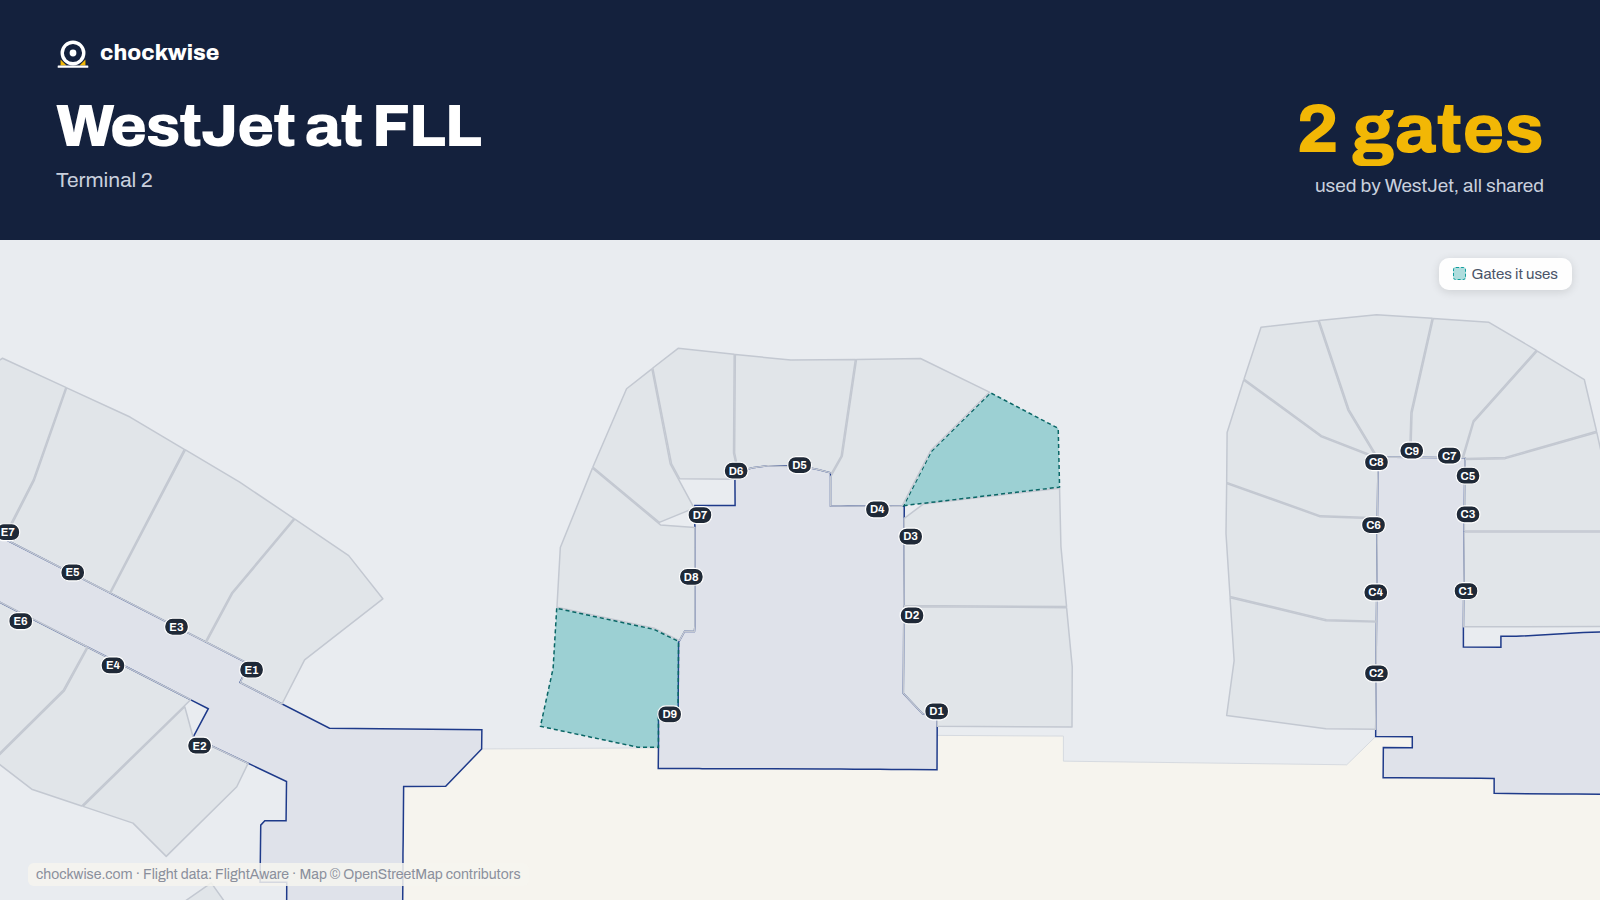 chockwise
WestJet at FLL
Terminal 2
2 gates
used by WestJet, all shared
Gates it uses
E7
E5
E6
E3
E4
E1
E2
D6
D5
D7
D4
D3
D8
D2
D9
D1
C9
C7
C8
C5
C3
C6
C4
C1
C2
chockwise.com · Flight data: FlightAware · Map © OpenStreetMap contributors